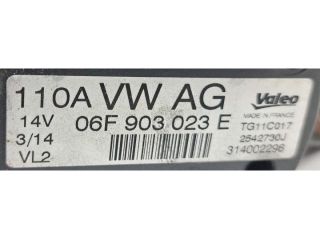 110A VW AG Valeo
MADE IN FRANCE
14V 06F 903 023 E TG11C017
3/14 2542730J
VL2 314002296